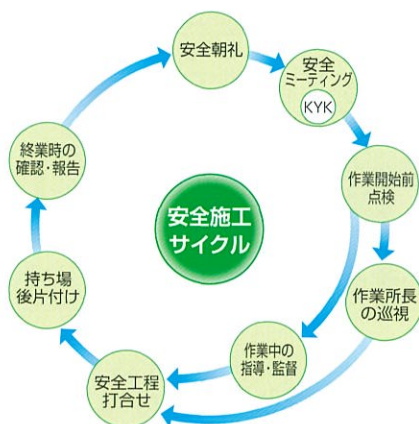 安全朝礼
安全
ミーティング
KYK
作業開始前
点検
作業所長
の巡視
作業中の
指導・監督
安全工程
打合せ
持ち場
後片付け
終業時の
確認・報告
安全施工
サイクル